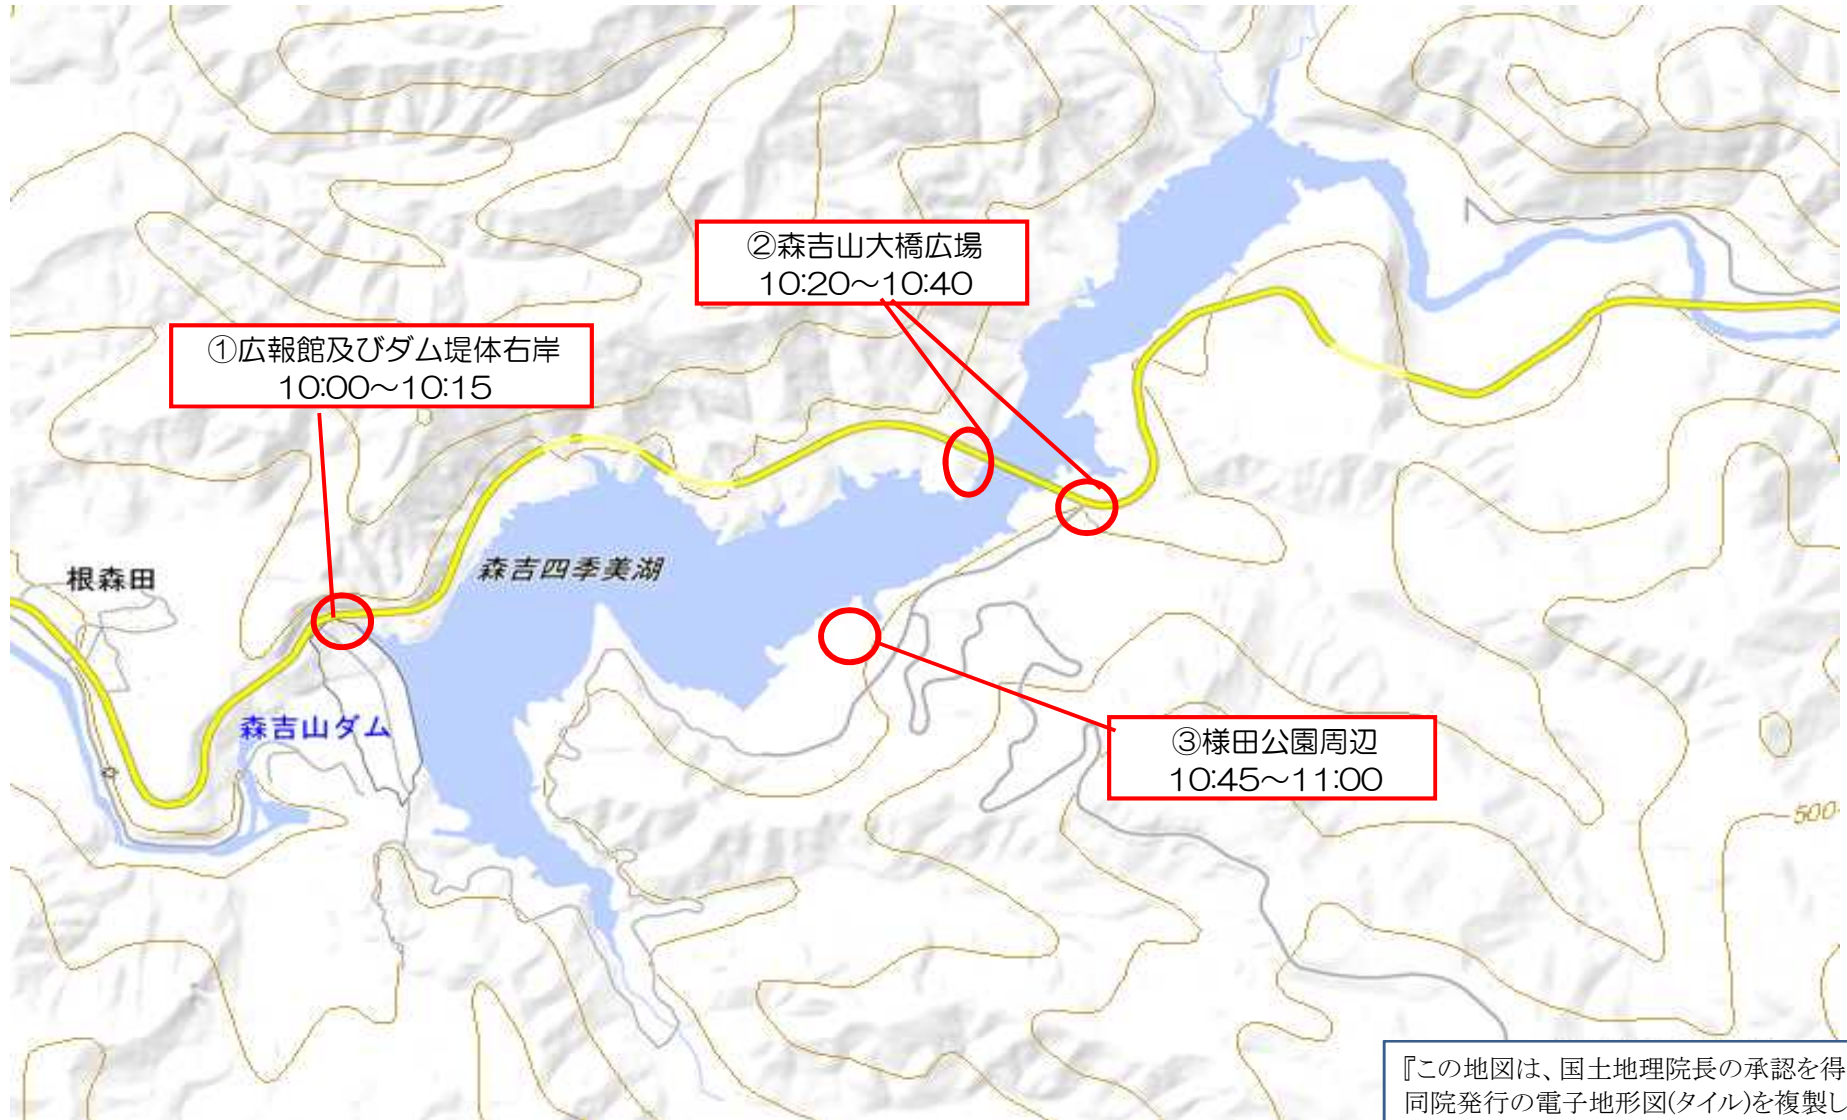 ②森吉山大橋広場
10:20～10:40
①広報館及びダム堤体右岸
10:00～10:15
森吉四季美湖
根森田
森吉山ダム
③様田公園周辺
10:45～11:00
500
『この地図は、国土地理院長の承認を得
同院発行の電子地形図(タイル)を複製し